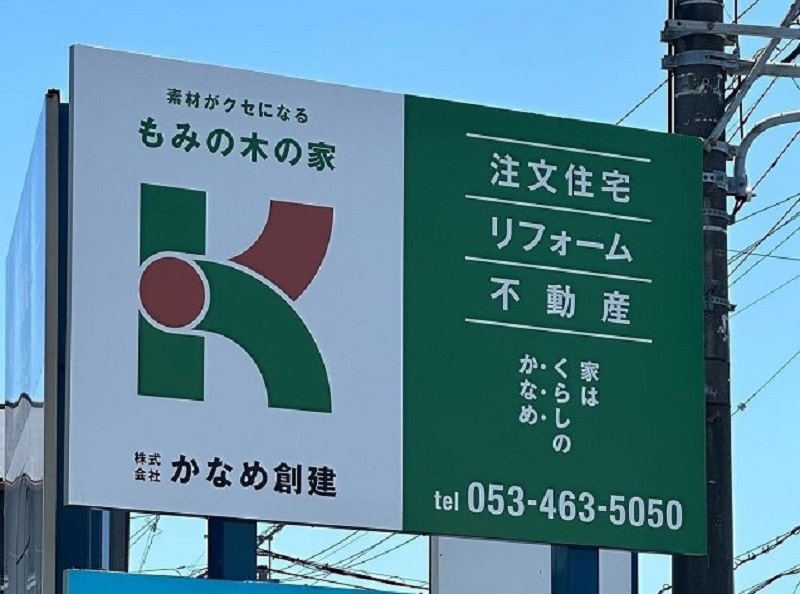 素材がクセになる
もみの木の家
株式会社 かなめ創建
注文住宅
リフォーム
不動産
家は
くらしの
かなめ
tel 053-463-5050